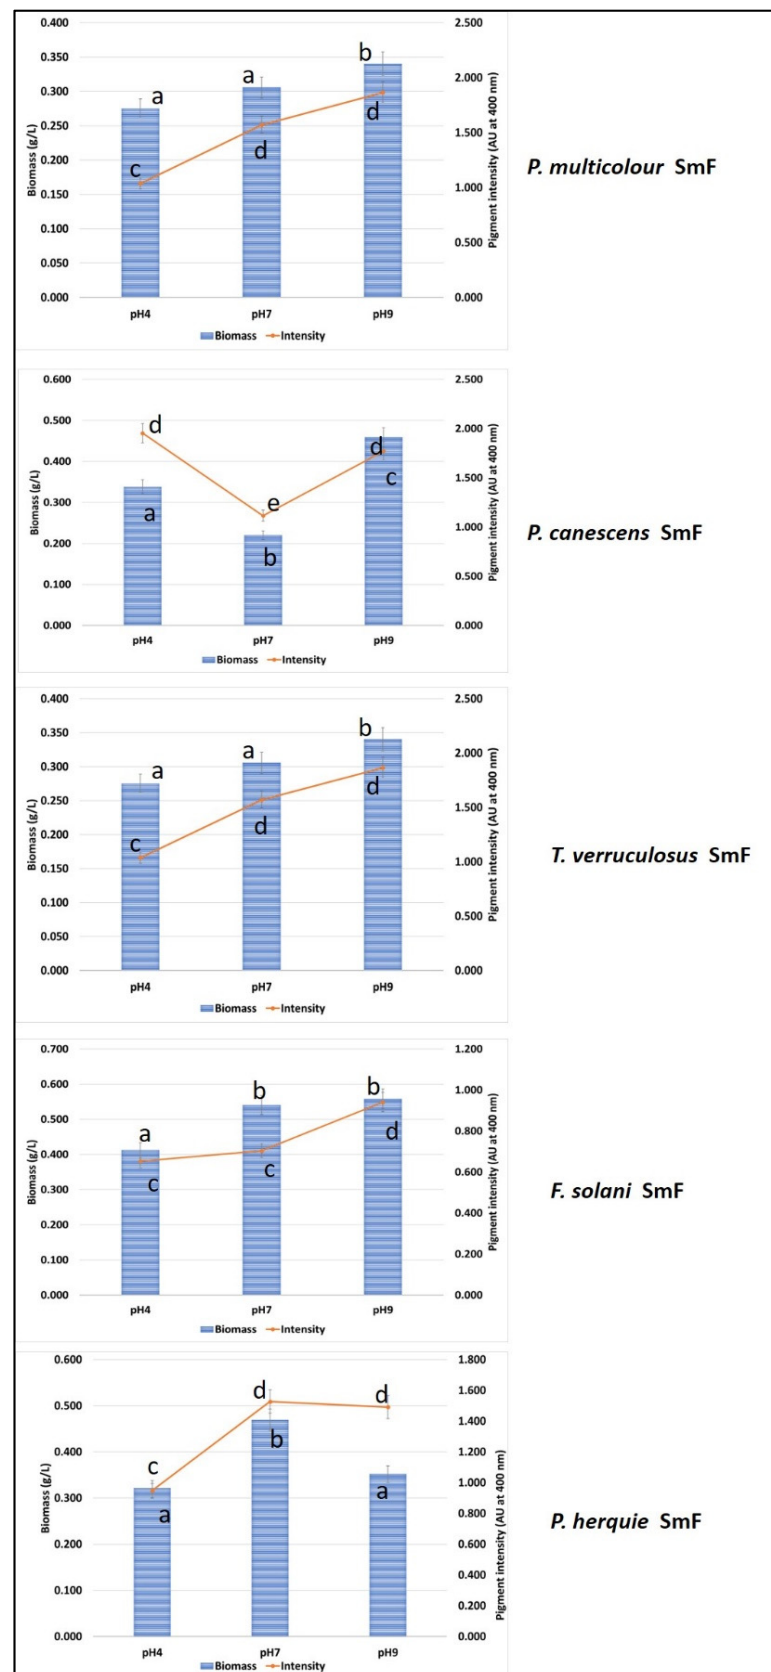 0.400
0.350
0.300
0.250
0.200
0.150
0.100
0.050
0.000
Biomass (g/L)
a
a
b
c
d
d
2.500
2.000
1.500
1.000
0.500
0.000
Pigment intensity (AU at 400 nm)
pH4 pH7 pH9
Biomass Intensity
P. multicolour SmF
0.600
0.500
0.400
0.300
0.200
0.100
0.000
Biomass (g/L)
d
e
d
a
b
c
2.500
2.000
1.500
1.000
0.500
0.000
Pigment intensity (AU at 400 nm)
pH4 pH7 pH9
Biomass Intensity
P. canescens SmF
0.400
0.350
0.300
0.250
0.200
0.150
0.100
0.050
0.000
Biomass (g/L)
a
a
b
c
d
d
2.500
2.000
1.500
1.000
0.500
0.000
Pigment intensity (AU at 400 nm)
pH4 pH7 pH9
Biomass Intensity
T. verruculosus SmF
0.700
0.600
0.500
0.400
0.300
0.200
0.100
0.000
Biomass (g/L)
a
b
b
c
c
d
1.200
1.000
0.800
0.600
0.400
0.200
0.000
Pigment intensity (AU at 400 nm)
pH4 pH7 pH9
Biomass Intensity
F. solani SmF
0.600
0.500
0.400
0.300
0.200
0.100
0.000
Biomass (g/L)
c
d
d
a
b
a
1.800
1.600
1.400
1.200
1.000
0.800
0.600
0.400
0.200
0.000
Pigment intensity (AU at 400 nm)
pH4 pH7 pH9
Biomass Intensity
P. herquie SmF